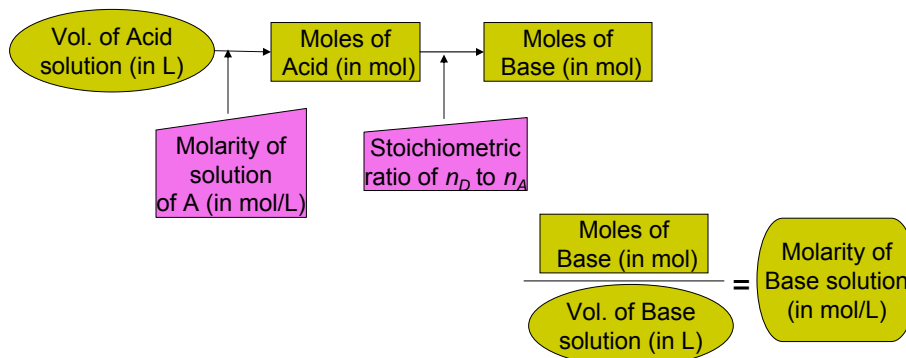 Vol. of Acid
solution (in L)
Moles of
Acid (in mol)
Moles of
Base (in mol)
Molarity of
solution
of A (in mol/L)
Stoichiometric
ratio of n_D to n_A
Moles of
Base (in mol)
Vol. of Base
solution (in L)
=
Molarity of
Base solution
(in mol/L)